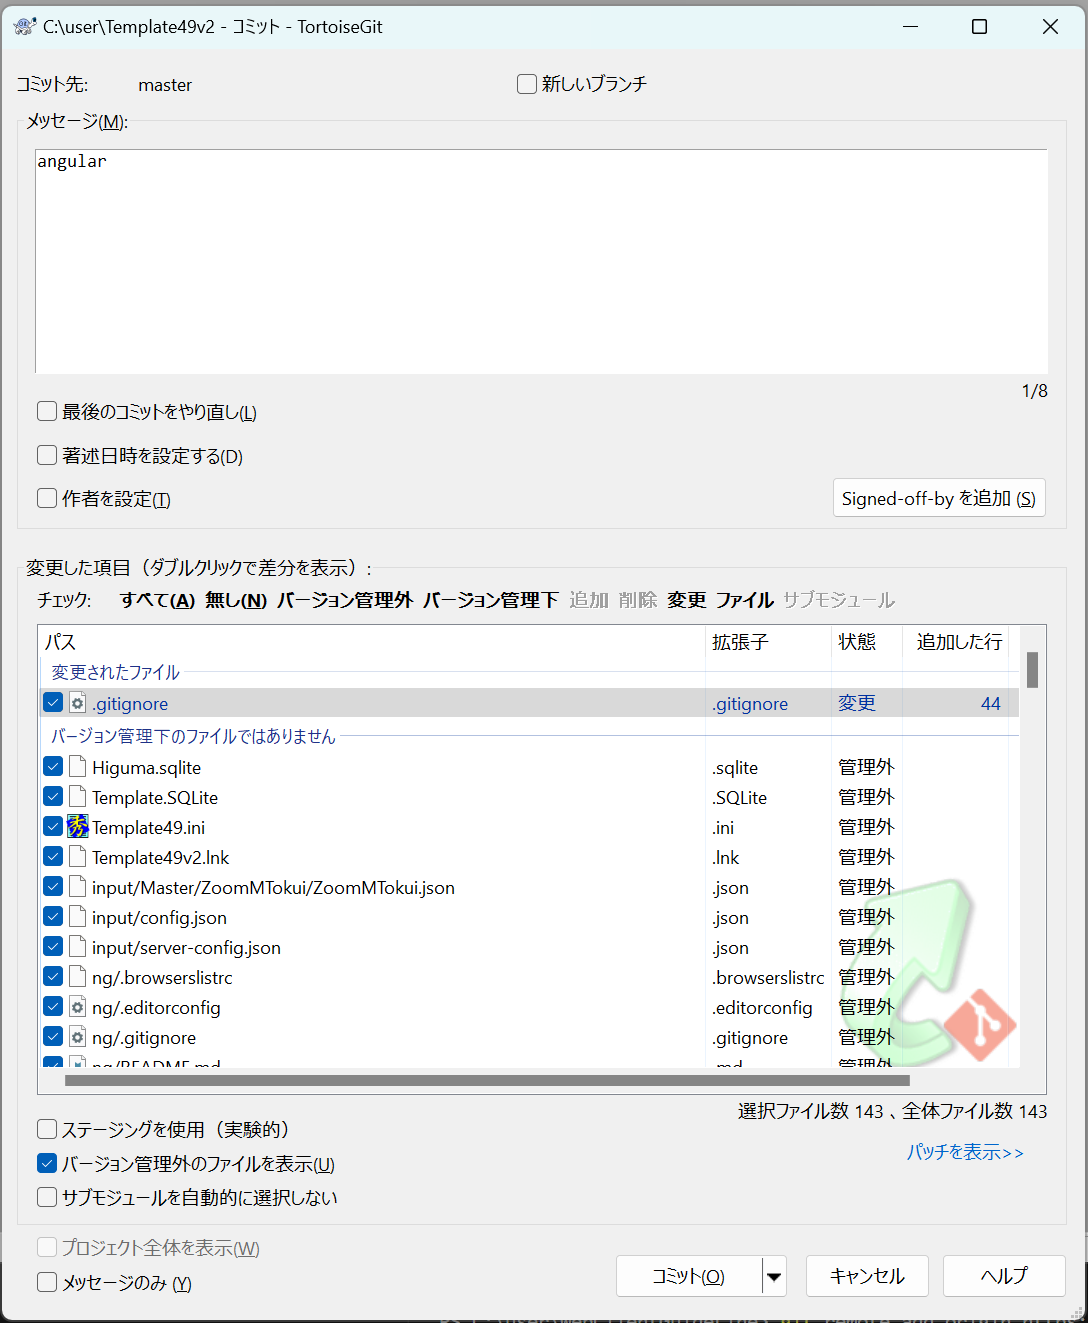 C:\user\Template49v2 - コミット - TortoiseGit
コミット先: master 新しいブランチ
メッセージ(M):
angular
1/8
最後のコミットをやり直し(L)
著述日時を設定する(D)
作者を設定(T)
Signed-off-by を追加 (S)
変更した項目（ダブルクリックで差分を表示）:
チェック: すべて(A) 無し(N) バージョン管理外 バージョン管理下 追加 削除 変更 ファイル サブモジュール
パス 拡張子 状態 追加した行
変更されたファイル
.gitignore .gitignore 変更 44
バージョン管理下のファイルではありません
Higuma.sqlite .sqlite 管理外
Template.SQLite .SQLite 管理外
Template49.ini .ini 管理外
Template49v2.lnk .lnk 管理外
input/Master/ZoomMTokui/ZoomMTokui.json .json 管理外
input/config.json .json 管理外
input/server-config.json .json 管理外
ng/.browserslistrc .browserslistrc 管理外
ng/.editorconfig .editorconfig 管理外
ng/.gitignore .gitignore 管理外
ng/README.md .md 管理外
選択ファイル数 143 、全体ファイル数 143
ステージングを使用（実験的）
パッチを表示>>
バージョン管理外のファイルを表示(U)
サブモジュールを自動的に選択しない
プロジェクト全体を表示(W)
メッセージのみ (Y)
コミット(O) キャンセル ヘルプ